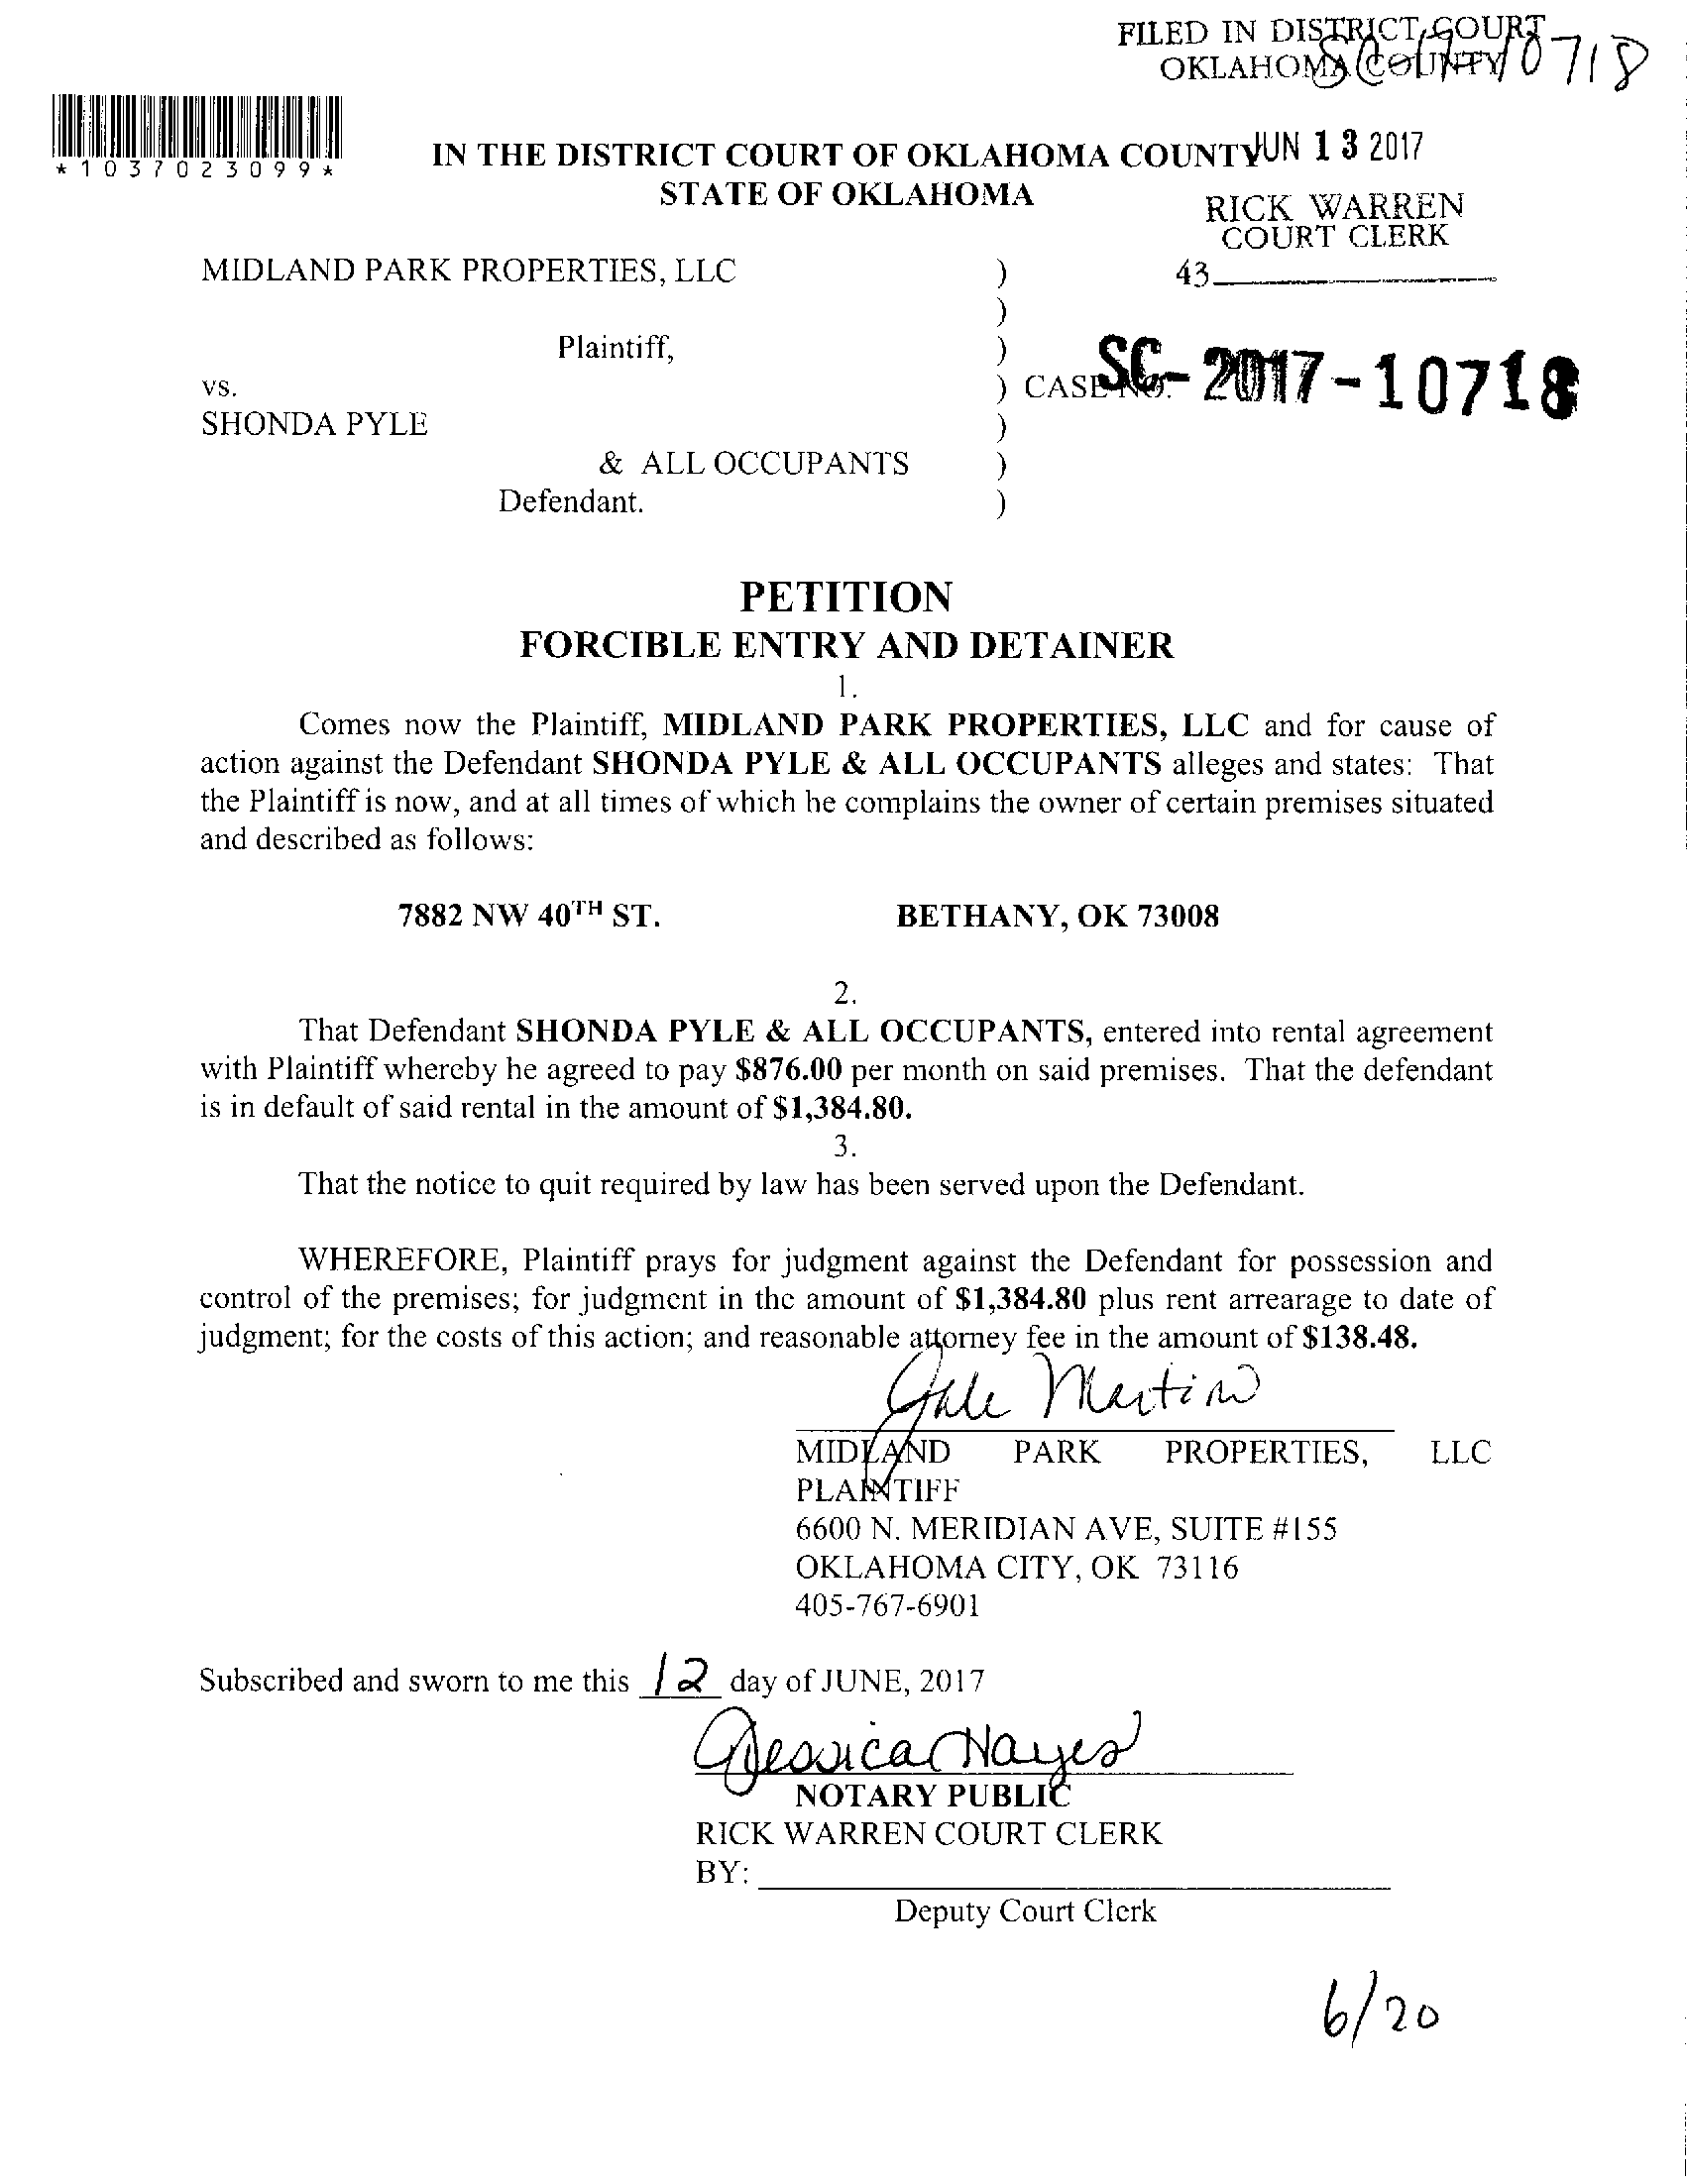 FILED IN DISTRICT COURT
OKLAHOMA COUNTY
SC-17-10718
*1037023099*
JUN 13 2017
IN THE DISTRICT COURT OF OKLAHOMA COUNTY
STATE OF OKLAHOMA
RICK WARREN
COURT CLERK
43
MIDLAND PARK PROPERTIES, LLC )
)
Plaintiff, )
vs. ) CASE NO. SC-2017-10718
SHONDA PYLE )
& ALL OCCUPANTS )
Defendant. )
PETITION
FORCIBLE ENTRY AND DETAINER
1.
Comes now the Plaintiff, MIDLAND PARK PROPERTIES, LLC and for cause of
action against the Defendant SHONDA PYLE & ALL OCCUPANTS alleges and states: That
the Plaintiff is now, and at all times of which he complains the owner of certain premises situated
and described as follows:
7882 NW 40TH ST. BETHANY, OK 73008
2.
That Defendant SHONDA PYLE & ALL OCCUPANTS, entered into rental agreement
with Plaintiff whereby he agreed to pay $876.00 per month on said premises. That the defendant
is in default of said rental in the amount of $1,384.80.
3.
That the notice to quit required by law has been served upon the Defendant.
WHEREFORE, Plaintiff prays for judgment against the Defendant for possession and
control of the premises; for judgment in the amount of $1,384.80 plus rent arrearage to date of
judgment; for the costs of this action; and reasonable attorney fee in the amount of $138.48.
Gale Martin
MIDLAND PARK PROPERTIES, LLC
PLAINTIFF
6600 N. MERIDIAN AVE, SUITE #155
OKLAHOMA CITY, OK 73116
405-767-6901
Subscribed and sworn to me this 12 day of JUNE, 2017
Jessica Hayes
NOTARY PUBLIC
RICK WARREN COURT CLERK
BY:
Deputy Court Clerk
6/20